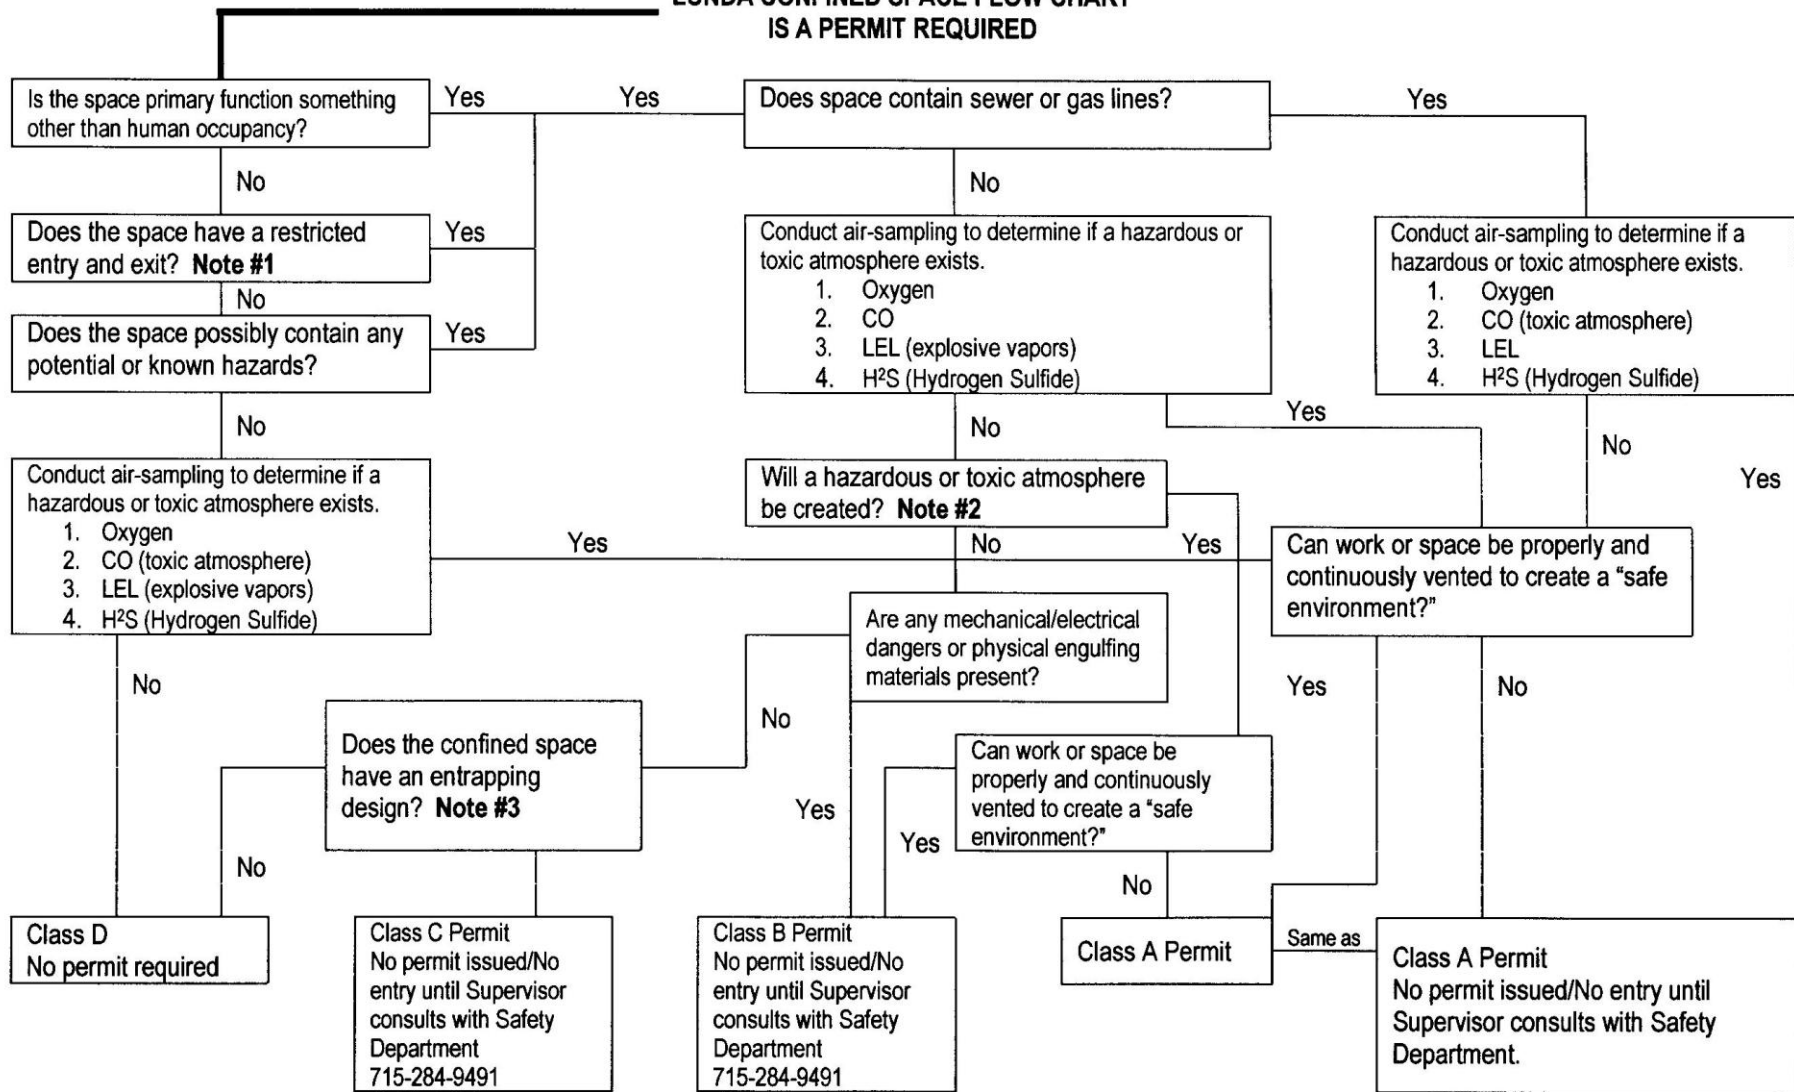 LUNDA CONFINED SPACE FLOW CHART
IS A PERMIT REQUIRED
Is the space primary function something
other than human occupancy?
Yes
Yes
Does space contain sewer or gas lines?
Yes
No
No
Does the space have a restricted
entry and exit? Note #1
Yes
No
Does the space possibly contain any
potential or known hazards?
Yes
No
Conduct air-sampling to determine if a hazardous or
toxic atmosphere exists.
1. Oxygen
2. CO
3. LEL (explosive vapors)
4. H²S (Hydrogen Sulfide)
Yes
No
Conduct air-sampling to determine if a
hazardous or toxic atmosphere exists.
1. Oxygen
2. CO (toxic atmosphere)
3. LEL
4. H²S (Hydrogen Sulfide)
No
Yes
Conduct air-sampling to determine if a
hazardous or toxic atmosphere exists.
1. Oxygen
2. CO (toxic atmosphere)
3. LEL (explosive vapors)
4. H²S (Hydrogen Sulfide)
Yes
No
Will a hazardous or toxic atmosphere
be created? Note #2
No
Yes
Can work or space be properly and
continuously vented to create a “safe
environment?”
Yes
No
Are any mechanical/electrical
dangers or physical engulfing
materials present?
No
Yes
Does the confined space
have an entrapping
design? Note #3
No
Can work or space be
properly and continuously
vented to create a “safe
environment?”
Yes
No
Class D
No permit required
Class C Permit
No permit issued/No
entry until Supervisor
consults with Safety
Department
715-284-9491
Class B Permit
No permit issued/No
entry until Supervisor
consults with Safety
Department
715-284-9491
Class A Permit
Same as
Class A Permit
No permit issued/No entry until
Supervisor consults with Safety
Department.